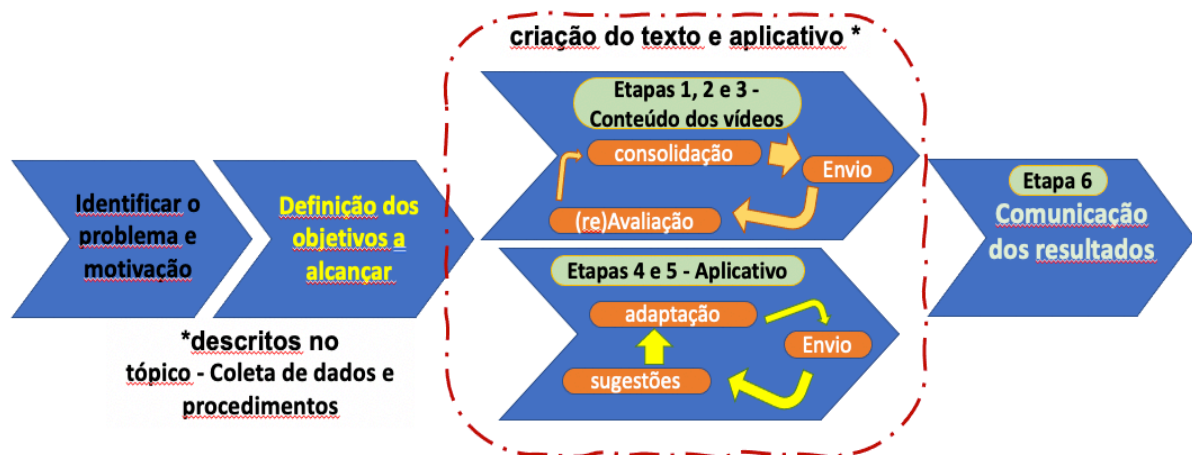 criação do texto e aplicativo *
Identificar o
problema e
motivação
Definição dos
objetivos a
alcançar
Etapas 1, 2 e 3 -
Conteúdo dos vídeos
consolidação
Envio
(re)Avaliação
Etapas 4 e 5 - Aplicativo
adaptação
Envio
sugestões
Etapa 6
Comunicação
dos resultados
*descritos no
tópico - Coleta de dados e
procedimentos